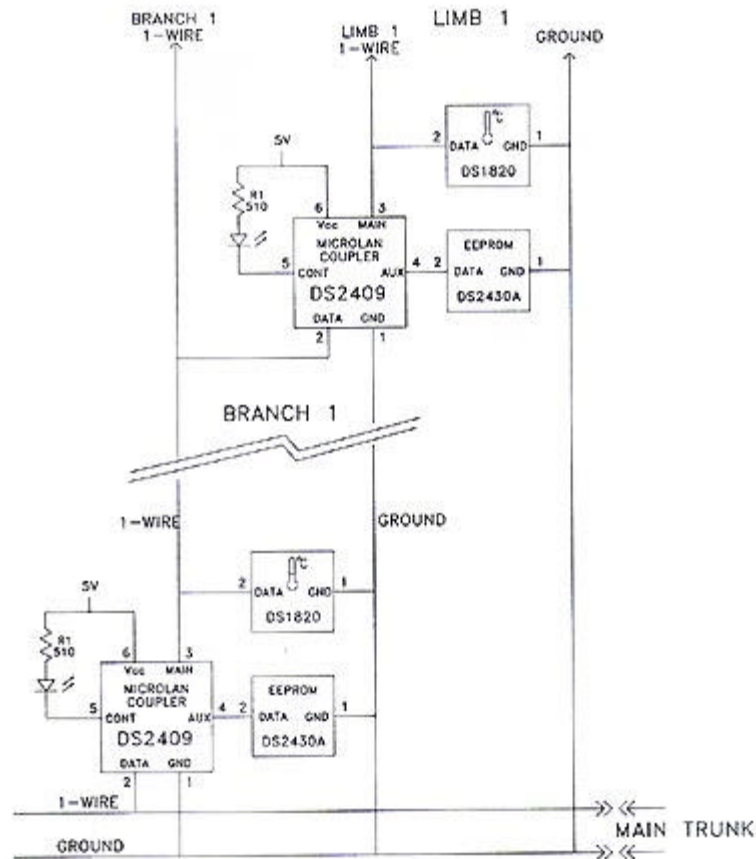 BRANCH 1
1-WIRE
LIMB 1
1-WIRE
LIMB 1
GROUND
°C
2 DATA GND 1
DS1820
5V
R1
510
6 3
Vcc MAIN
MICROLAN
COUPLER
5 CONT AUX 4
DS2409
DATA GND
2 1
EEPROM
2 DATA GND 1
DS2430A
BRANCH 1
1-WIRE
GROUND
°C
2 DATA GND 1
DS1820
5V
R1
510
6 3
Vcc MAIN
MICROLAN
COUPLER
5 CONT AUX 4
DS2409
DATA GND
2 1
EEPROM
2 DATA GND 1
DS2430A
1-WIRE
GROUND
MAIN TRUNK